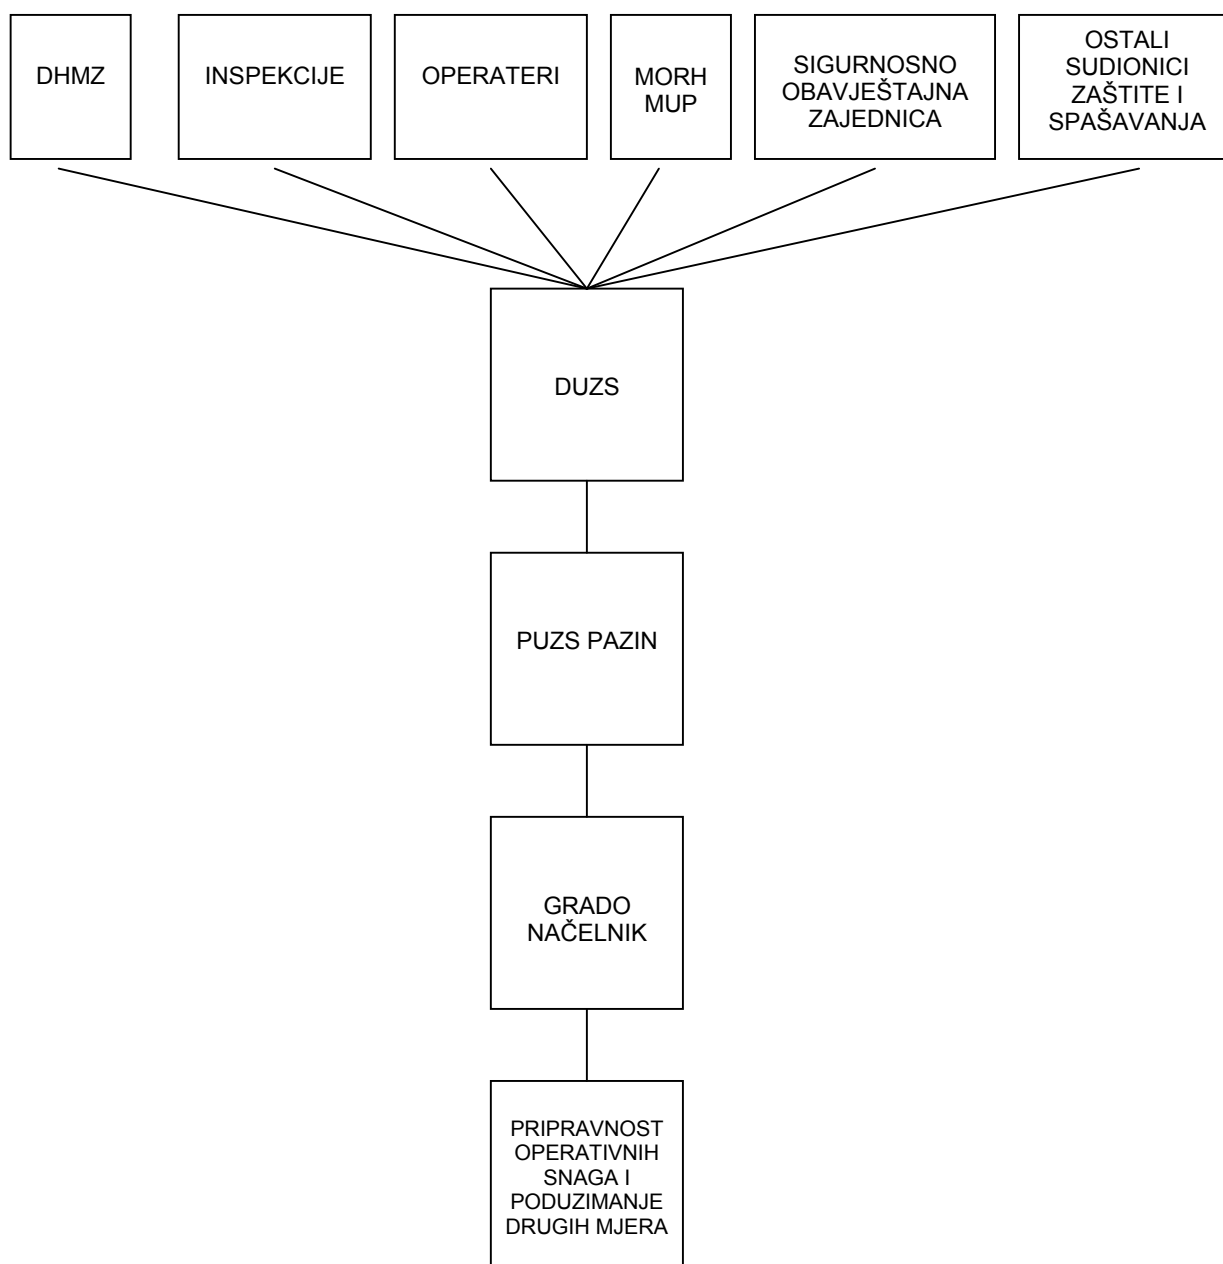 DHMZ
INSPEKCIJE
OPERATERI
MORH
MUP
SIGURNOSNO
OBAVJEŠTAJNA
ZAJEDNICA
OSTALI
SUDIONICI
ZAŠTITE I
SPAŠAVANJA
DUZS
PUZS PAZIN
GRADO
NAČELNIK
PRIPRAVNOST
OPERATIVNIH
SNAGA I
PODUZIMANJE
DRUGIH MJERA